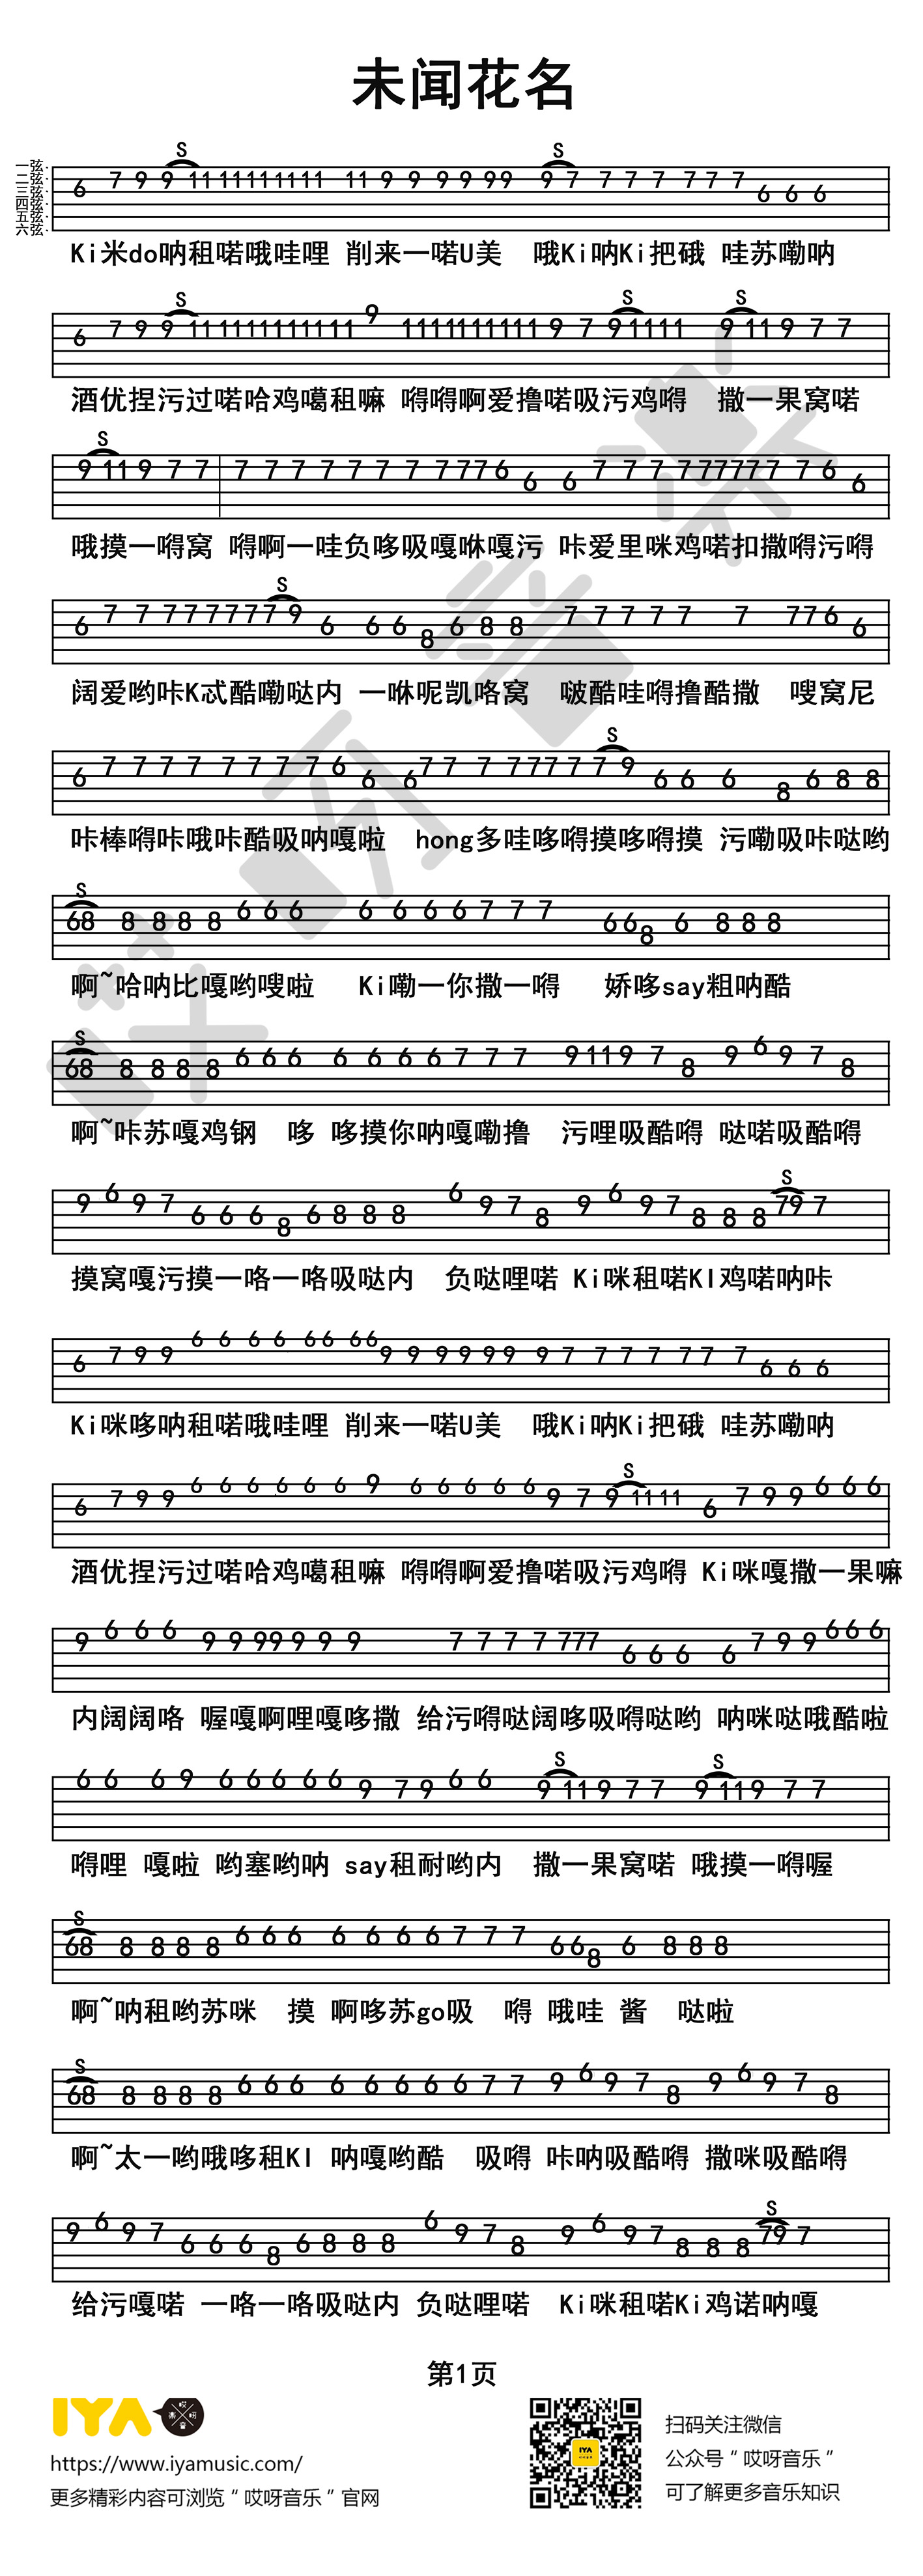 未闻花名
S S
一弦 6 7 9 9 11 11 11 11 11 11 11 9 9 9 9 9 9 9 7 7 7 7 7 7 7 6 6 6
二弦
三弦
四弦
五弦
六弦
Ki米do呐租喏哦哇哩 削来一喏U美 哦Ki呐Ki把硪 哇苏嘞呐
S S S
6 7 9 9 11 11 11 11 11 11 11 9 11 11 11 11 11 9 7 9 11 11 9 11 9 7 7
酒优捏污过喏哈鸡噶租嘛 嘚嘚啊爱撸喏吸污鸡嘚 撒一果窝喏
S
9 11 9 7 7 7 7 7 7 7 7 7 7 7 7 6 6 6 7 7 7 7 7 7 7 7 7 7 6 6
哦摸一嘚窝 嘚啊一哇负哆吸嘎咻嘎污 咔爱里咪鸡喏扣撒嘚污嘚
S
6 7 7 7 7 7 7 7 7 9 6 6 6 8 6 8 8 7 7 7 7 7 7 7 7 6 6
阔爱哟咔K忒酷嘞哒内 一咻呢凯咯窝 啵酷哇嘚撸酷撒 嗖窝尼
S
6 7 7 7 7 7 7 7 7 6 6 6 7 7 7 7 7 7 7 7 9 6 6 6 8 6 8 8
咔棒嘚咔哦咔酷吸呐嘎啦 hong多哇哆嘚摸哆嘚摸 污嘞吸咔哒哟
S
68 8 8 8 8 6 6 6 6 6 6 6 7 7 7 6 6 8 6 8 8 8
啊~哈呐比嘎哟嗖啦 Ki嘞一你撒一嘚 娇哆say粗呐酷
S
68 8 8 8 8 6 6 6 6 6 6 6 7 7 7 9 11 9 7 8 9 6 9 7 8
啊~咔苏嘎鸡钢 哆 哆摸你呐嘎嘞撸 污哩吸酷嘚 哒喏吸酷嘚
S
9 6 9 7 6 6 6 8 6 8 8 8 6 9 7 8 9 6 9 7 8 8 8 79 7
摸窝嘎污摸一咯一咯吸哒内 负哒哩喏 Ki咪租喏KI鸡喏呐咔
6 7 9 9 6 6 6 6 6 6 6 6 9 9 9 9 9 9 9 7 7 7 7 7 7 7 6 6 6
Ki咪哆呐租喏哦哇哩 削来一喏U美 哦Ki呐Ki把硪 哇苏嘞呐
S
6 7 9 9 6 6 6 6 6 6 9 6 6 6 6 6 9 7 9 11 11 6 7 9 9 6 6 6
酒优捏污过喏哈鸡噶租嘛 嘚嘚啊爱撸喏吸污鸡嘚 Ki咪嘎撒一果嘛
9 6 6 6 9 9 9 9 9 9 9 7 7 7 7 7 7 7 6 6 6 6 7 9 9 6 6 6
内阔阔咯 喔嘎啊哩嘎哆撒 给污嘚哒阔哆吸嘚哒哟 呐咪哒哦酷啦
S S
6 6 6 9 6 6 6 6 6 9 7 9 6 6 9 11 9 7 7 9 11 9 7 7
嘚哩 嘎啦 哟塞哟呐 say租耐哟内 撒一果窝喏 哦摸一嘚喔
S
68 8 8 8 8 6 6 6 6 6 6 6 7 7 7 6 6 8 6 8 8 8
啊~呐租哟苏咪 摸 啊哆苏go吸 嘚 哦哇 酱 哒啦
S
68 8 8 8 8 6 6 6 6 6 6 6 6 7 7 9 6 9 7 8 9 6 9 7 8
啊~太一哟哦哆租KI 呐嘎哟酷 吸嘚 咔呐吸酷嘚 撒咪吸酷嘚
S
9 6 9 7 6 6 6 8 6 8 8 8 6 9 7 8 9 6 9 7 8 8 8 79 7
给污嘎喏 一咯一咯吸哒内 负哒哩喏 Ki咪租喏Ki鸡诺呐嘎
第1页
IYA 哎呀音乐
https://www.iyamusic.com/
更多精彩内容可浏览“哎呀音乐”官网
IYA
扫码关注微信
公众号“哎呀音乐”
可了解更多音乐知识
哎呀音乐